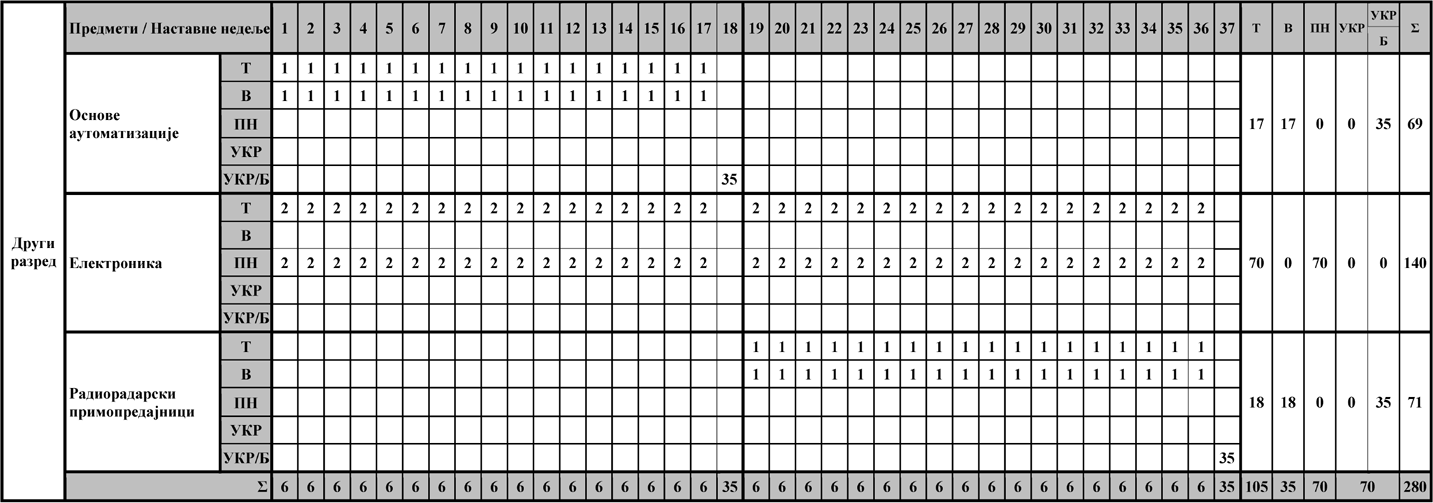 Предмети / Наставне недеље 1 2 3 4 5 6 7 8 9 10 11 12 13 14 15 16 17 18 19 20 21 22 23 24 25 26 27 28 29 30 31 32 33 34 35 36 37 Т В ПН УКР УКР Б Σ
Други разред
Основе аутоматизације
Т 1 1 1 1 1 1 1 1 1 1 1 1 1 1 1 1 1
В 1 1 1 1 1 1 1 1 1 1 1 1 1 1 1 1 1
ПН
УКР
УКР/Б 35
17 17 0 0 35 69
Електроника
Т 2 2 2 2 2 2 2 2 2 2 2 2 2 2 2 2 2 2 2 2 2 2 2 2 2 2 2 2 2 2 2 2 2 2 2
В
ПН 2 2 2 2 2 2 2 2 2 2 2 2 2 2 2 2 2 2 2 2 2 2 2 2 2 2 2 2 2 2 2 2 2 2 2
УКР
УКР/Б
70 0 70 0 0 140
Радиорадарски примопредајници
Т 1 1 1 1 1 1 1 1 1 1 1 1 1 1 1 1 1 1
В 1 1 1 1 1 1 1 1 1 1 1 1 1 1 1 1 1 1
ПН
УКР
УКР/Б 35
18 18 0 0 35 71
Σ 6 6 6 6 6 6 6 6 6 6 6 6 6 6 6 6 6 35 6 6 6 6 6 6 6 6 6 6 6 6 6 6 6 6 6 6 35 105 35 70 70 280